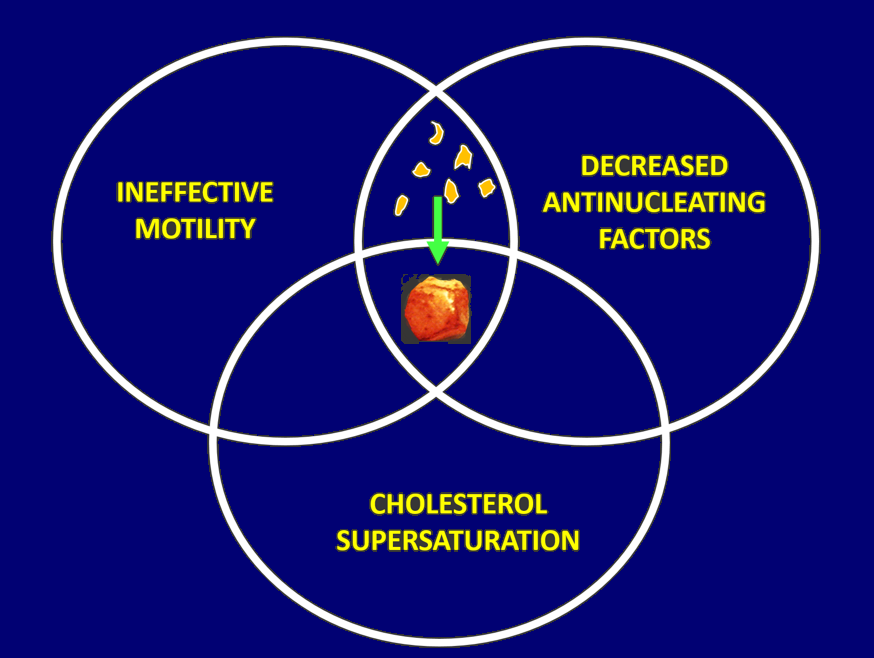 INEFFECTIVE
MOTILITY
DECREASED
ANTINUCLEATING
FACTORS
CHOLESTEROL
SUPERSATURATION